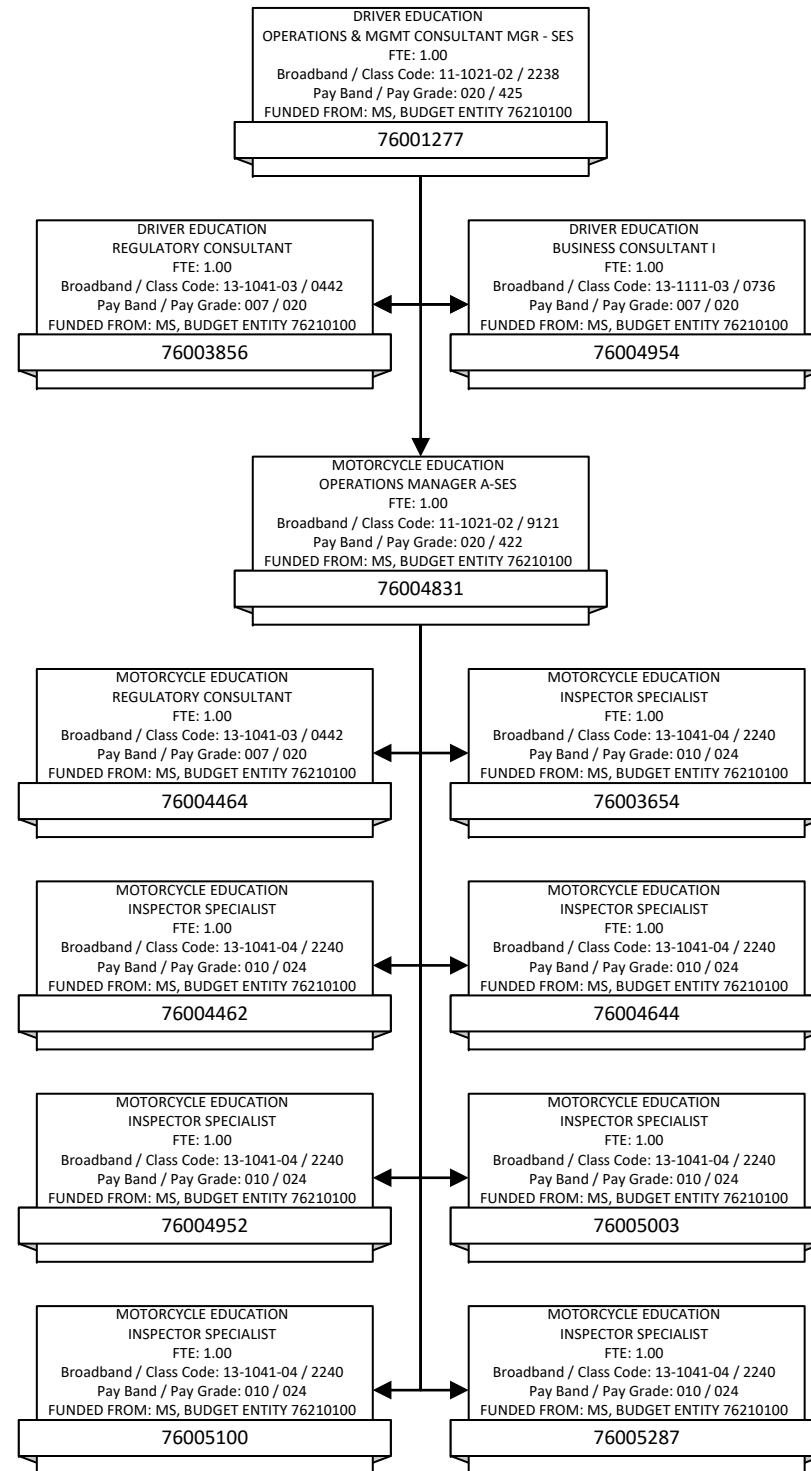 DRIVER EDUCATION
OPERATIONS & MGMT CONSULTANT MGR - SES
FTE: 1.00
Broadband / Class Code: 11-1021-02 / 2238
Pay Band / Pay Grade: 020 / 425
FUNDED FROM: MS, BUDGET ENTITY 76210100
76001277
DRIVER EDUCATION
REGULATORY CONSULTANT
FTE: 1.00
Broadband / Class Code: 13-1041-03 / 0442
Pay Band / Pay Grade: 007 / 020
FUNDED FROM: MS, BUDGET ENTITY 76210100
76003856
DRIVER EDUCATION
BUSINESS CONSULTANT I
FTE: 1.00
Broadband / Class Code: 13-1111-03 / 0736
Pay Band / Pay Grade: 007 / 020
FUNDED FROM: MS, BUDGET ENTITY 76210100
76004954
MOTORCYCLE EDUCATION
OPERATIONS MANAGER A-SES
FTE: 1.00
Broadband / Class Code: 11-1021-02 / 9121
Pay Band / Pay Grade: 020 / 422
FUNDED FROM: MS, BUDGET ENTITY 76210100
76004831
MOTORCYCLE EDUCATION
REGULATORY CONSULTANT
FTE: 1.00
Broadband / Class Code: 13-1041-03 / 0442
Pay Band / Pay Grade: 007 / 020
FUNDED FROM: MS, BUDGET ENTITY 76210100
76004464
MOTORCYCLE EDUCATION
INSPECTOR SPECIALIST
FTE: 1.00
Broadband / Class Code: 13-1041-04 / 2240
Pay Band / Pay Grade: 010 / 024
FUNDED FROM: MS, BUDGET ENTITY 76210100
76003654
MOTORCYCLE EDUCATION
INSPECTOR SPECIALIST
FTE: 1.00
Broadband / Class Code: 13-1041-04 / 2240
Pay Band / Pay Grade: 010 / 024
FUNDED FROM: MS, BUDGET ENTITY 76210100
76004462
MOTORCYCLE EDUCATION
INSPECTOR SPECIALIST
FTE: 1.00
Broadband / Class Code: 13-1041-04 / 2240
Pay Band / Pay Grade: 010 / 024
FUNDED FROM: MS, BUDGET ENTITY 76210100
76004644
MOTORCYCLE EDUCATION
INSPECTOR SPECIALIST
FTE: 1.00
Broadband / Class Code: 13-1041-04 / 2240
Pay Band / Pay Grade: 010 / 024
FUNDED FROM: MS, BUDGET ENTITY 76210100
76004952
MOTORCYCLE EDUCATION
INSPECTOR SPECIALIST
FTE: 1.00
Broadband / Class Code: 13-1041-04 / 2240
Pay Band / Pay Grade: 010 / 024
FUNDED FROM: MS, BUDGET ENTITY 76210100
76005003
MOTORCYCLE EDUCATION
INSPECTOR SPECIALIST
FTE: 1.00
Broadband / Class Code: 13-1041-04 / 2240
Pay Band / Pay Grade: 010 / 024
FUNDED FROM: MS, BUDGET ENTITY 76210100
76005100
MOTORCYCLE EDUCATION
INSPECTOR SPECIALIST
FTE: 1.00
Broadband / Class Code: 13-1041-04 / 2240
Pay Band / Pay Grade: 010 / 024
FUNDED FROM: MS, BUDGET ENTITY 76210100
76005287